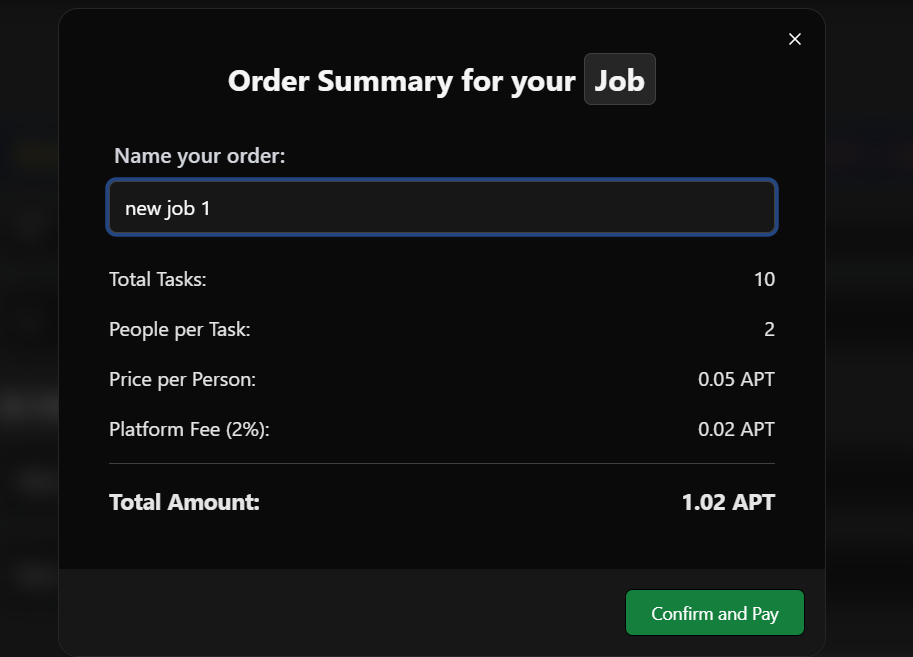 Order Summary for your Job
Name your order:
new job 1
Total Tasks: 10
People per Task: 2
Price per Person: 0.05 APT
Platform Fee (2%): 0.02 APT
Total Amount: 1.02 APT
Confirm and Pay